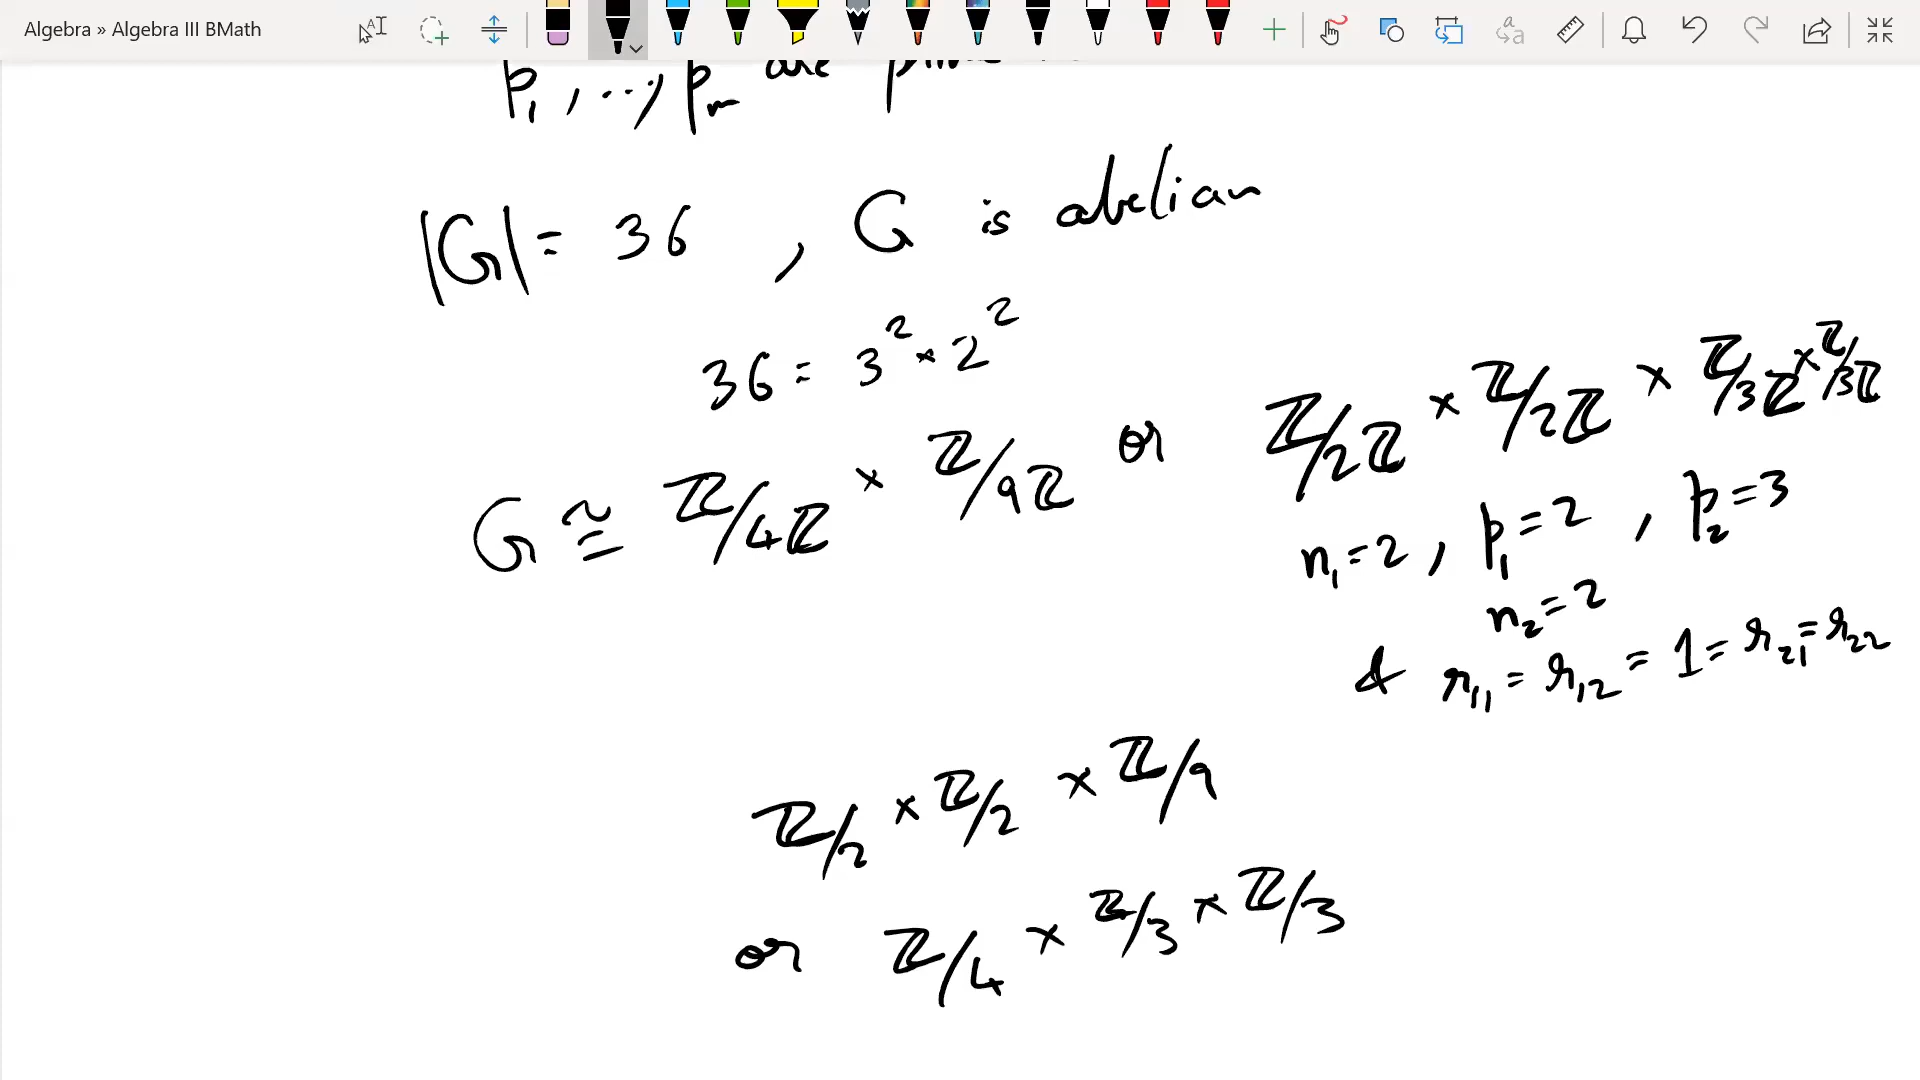 Algebra » Algebra III BMath
p₁, ..., pₘ are
|G| = 36 , G is abelian
36 = 3² × 2²
G ≅ ℤ/4ℤ × ℤ/9ℤ or ℤ/2ℤ × ℤ/2ℤ × ℤ/3ℤ × ℤ/3ℤ
n₁ = 2 , p₁ = 2 , p₂ = 3
n₂ = 2
& r₁₁ = r₁₂ = 1 = r₂₁ = r₂₂
ℤ/2 × ℤ/2 × ℤ/9
or ℤ/4 × ℤ/3 × ℤ/3